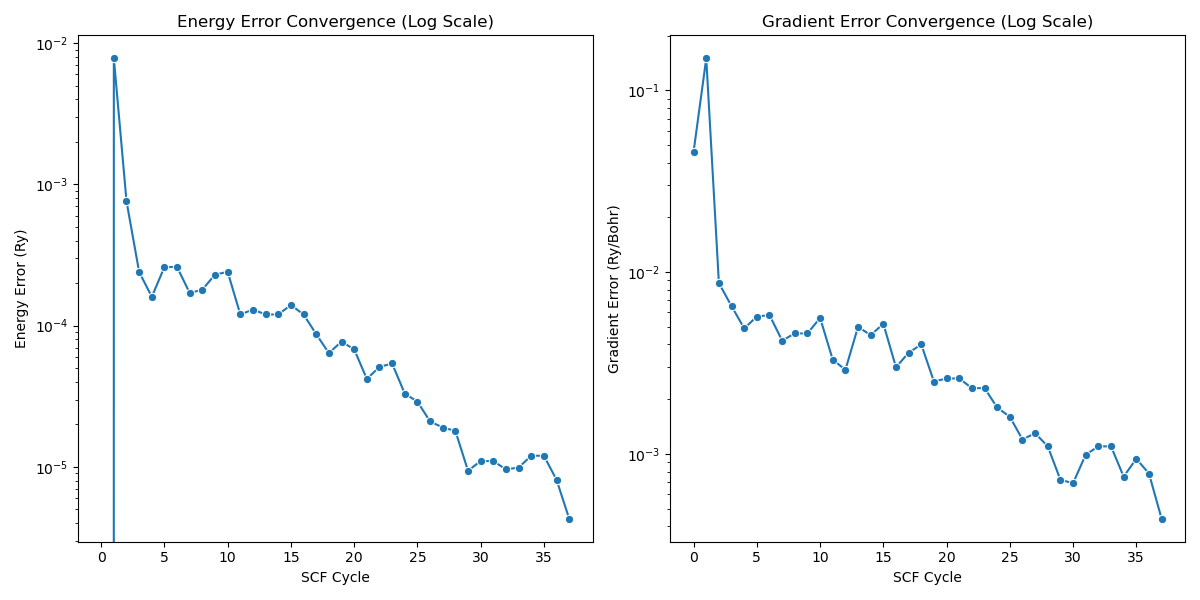 Energy Error Convergence (Log Scale)
10⁻²
10⁻³
10⁻⁴
10⁻⁵
Energy Error (Ry)
0 5 10 15 20 25 30 35
SCF Cycle
Gradient Error Convergence (Log Scale)
10⁻¹
10⁻²
10⁻³
Gradient Error (Ry/Bohr)
0 5 10 15 20 25 30 35
SCF Cycle